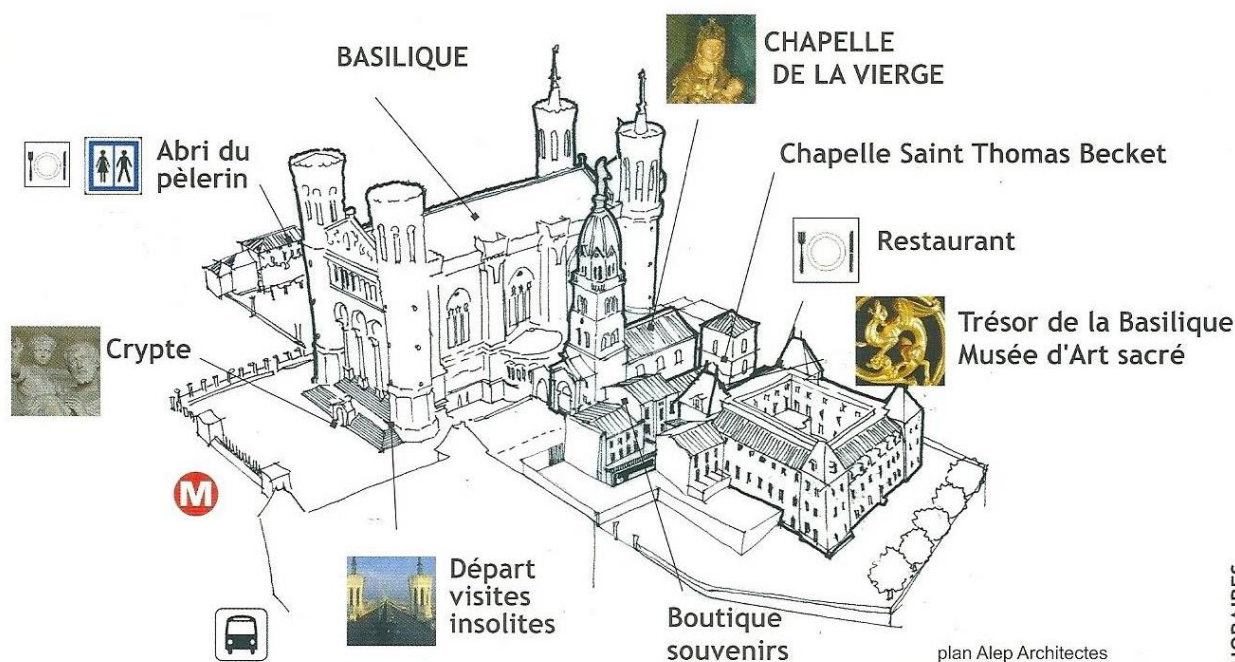 BASILIQUE
CHAPELLE
DE LA VIERGE
Abri du
pèlerin
Chapelle Saint Thomas Becket
Restaurant
Trésor de la Basilique
Musée d'Art sacré
Crypte
M
Départ
visites
insolites
Boutique
souvenirs
plan Alep Architectes